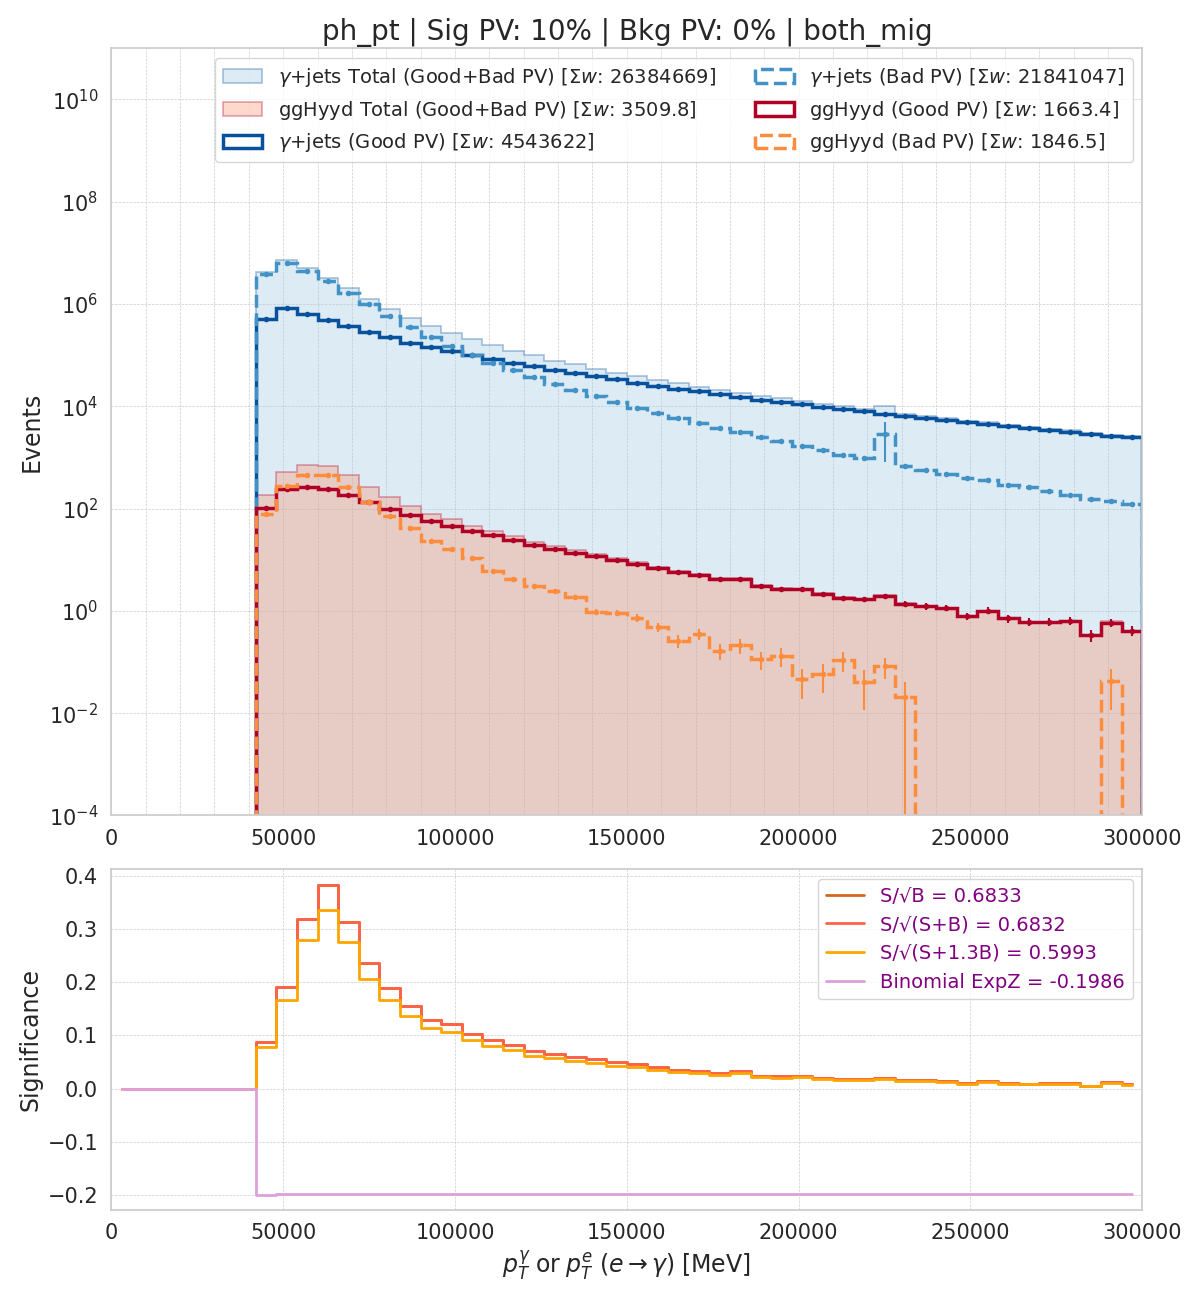 ph_pt | Sig PV: 10% | Bkg PV: 0% | both_mig
γ+jets Total (Good+Bad PV) [Σw: 26384669]
ggHyyd Total (Good+Bad PV) [Σw: 3509.8]
γ+jets (Good PV) [Σw: 4543622]
γ+jets (Bad PV) [Σw: 21841047]
ggHyyd (Good PV) [Σw: 1663.4]
ggHyyd (Bad PV) [Σw: 1846.5]
Events
10^10
10^8
10^6
10^4
10^2
10^0
10^−2
10^−4
0 50000 100000 150000 200000 250000 300000
S/√B = 0.6833
S/√(S+B) = 0.6832
S/√(S+1.3B) = 0.5993
Binomial ExpZ = -0.1986
Significance
0.4
0.3
0.2
0.1
0.0
−0.1
−0.2
0 50000 100000 150000 200000 250000 300000
p_T^γ or p_T^e (e→γ) [MeV]